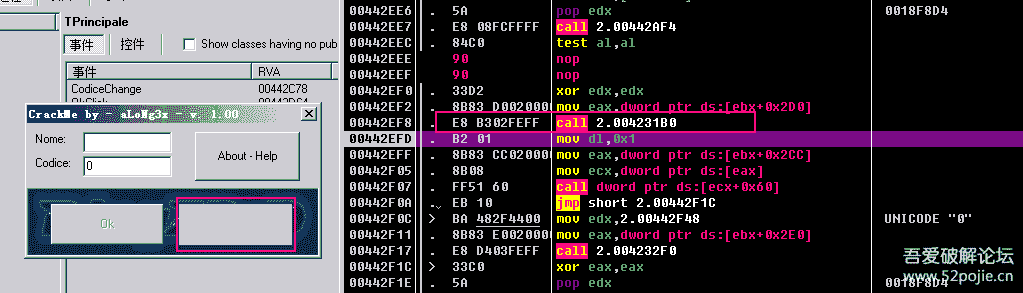 TPrincipale
事件 控件 Show classes having no pub
事件 RVA
CodiceChange 00442C78
CrackMe by - aLoNg3x - v. 1.00
Nome:
Codice: 0
About - Help
Ok
00442EE6 . 5A pop edx 0018F8D4
00442EE7 . E8 08FCFFFF call 2.00442AF4
00442EEC . 84C0 test al,al
00442EEE 90 nop
00442EEF 90 nop
00442EF0 . 33D2 xor edx,edx
00442EF2 . 8B83 D0020000 mov eax,dword ptr ds:[ebx+0x2D0]
00442EF8 . E8 B302FEFF call 2.004231B0
00442EFD . B2 01 mov dl,0x1
00442EFF . 8B83 CC020000 mov eax,dword ptr ds:[ebx+0x2CC]
00442F05 . 8B08 mov ecx,dword ptr ds:[eax]
00442F07 . FF51 60 call dword ptr ds:[ecx+0x60]
00442F0A . EB 10 jmp short 2.00442F1C
00442F0C > BA 482F4400 mov edx,2.00442F48 UNICODE "0"
00442F11 . 8B83 E0020000 mov eax,dword ptr ds:[ebx+0x2E0]
00442F17 . E8 D403FEFF call 2.004232F0
00442F1C > 33C0 xor eax,eax
00442F1E . 5A pop edx 0018F8D4
吾爱破解论坛
www.52pojie.cn